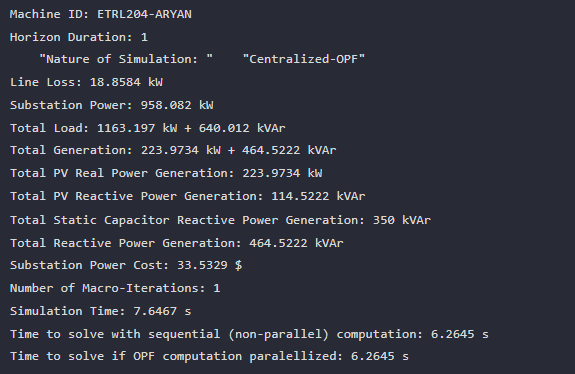 Machine ID: ETRL204-ARYAN
Horizon Duration: 1
"Nature of Simulation: " "Centralized-OPF"
Line Loss: 18.8584 kW
Substation Power: 958.082 kW
Total Load: 1163.197 kW + 640.012 kVAr
Total Generation: 223.9734 kW + 464.5222 kVAr
Total PV Real Power Generation: 223.9734 kW
Total PV Reactive Power Generation: 114.5222 kVAr
Total Static Capacitor Reactive Power Generation: 350 kVAr
Total Reactive Power Generation: 464.5222 kVAr
Substation Power Cost: 33.5329 $
Number of Macro-Iterations: 1
Simulation Time: 7.6467 s
Time to solve with sequential (non-parallel) computation: 6.2645 s
Time to solve if OPF computation paralellized: 6.2645 s